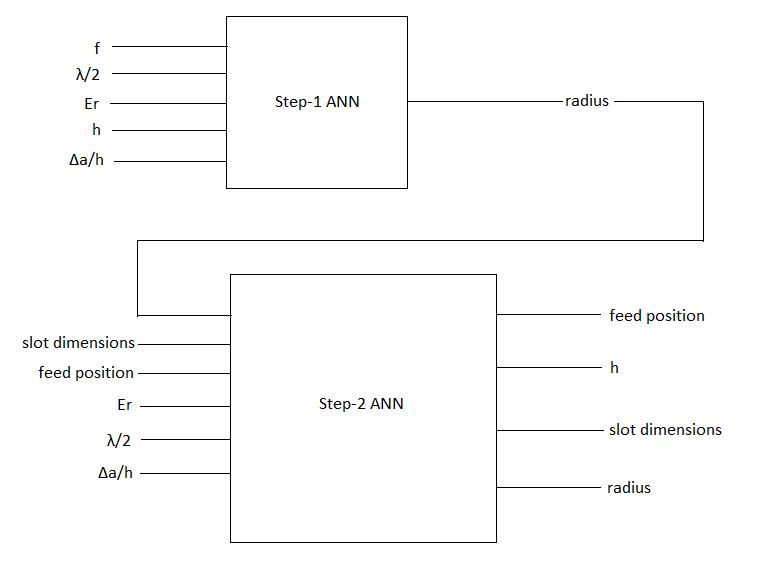 f
λ/2
Er
h
Δa/h
Step-1 ANN
radius
slot dimensions
feed position
Er
λ/2
Δa/h
Step-2 ANN
feed position
h
slot dimensions
radius